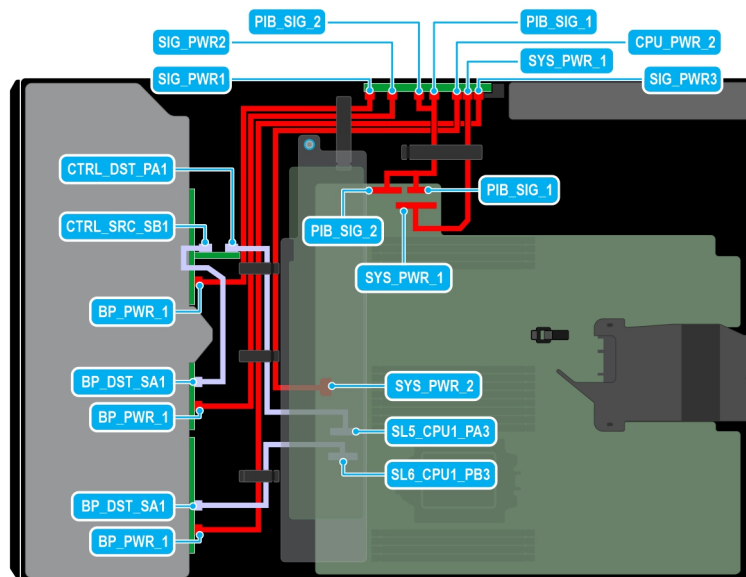 PIB_SIG_2
PIB_SIG_1
SIG_PWR2
CPU_PWR_2
SYS_PWR_1
SIG_PWR1
SIG_PWR3
CTRL_DST_PA1
PIB_SIG_1
CTRL_SRC_SB1
PIB_SIG_2
SYS_PWR_1
BP_PWR_1
BP_DST_SA1
SYS_PWR_2
BP_PWR_1
SL5_CPU1_PA3
SL6_CPU1_PB3
BP_DST_SA1
BP_PWR_1